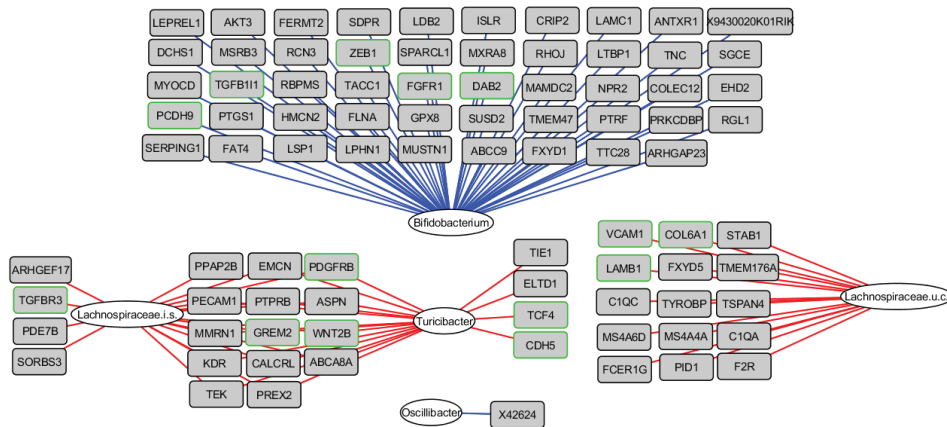 LEPREL1 AKT3 FERMT2 SDPR LDB2 ISLR CRIP2 LAMC1 ANTXR1 X9430020K01RIK
DCHS1 MSRB3 RCN3 ZEB1 SPARCL1 MXRA8 RHOJ LTBP1 TNC SGCE
MYOCD TGFB1I1 RBPMS TACC1 FGFR1 DAB2 MAMDC2 NPR2 COLEC12 EHD2
PCDH9 PTGS1 HMCN2 FLNA GPX8 SUSD2 TMEM47 PTRF PRKCDBP RGL1
SERPING1 FAT4 LSP1 LPHN1 MUSTN1 ABCC9 FXYD1 TTC28 ARHGAP23
Bifidobacterium
ARHGEF17
TGFBR3
Lachnospiraceae.i.s.
PDE7B
SORBS3
PPAP2B EMCN PDGFRB
PECAM1 PTPRB ASPN
MMRN1 GREM2 WNT2B
KDR CALCRL ABCA8A
TEK PREX2
Turicibacter
TIE1
ELTD1
TCF4
CDH5
Oscillibacter X42624
VCAM1 COL6A1 STAB1
LAMB1 FXYD5 TMEM176A
C1QC TYROBP TSPAN4
MS4A6D MS4A4A C1QA
FCER1G PID1 F2R
Lachnospiraceae.u.c.